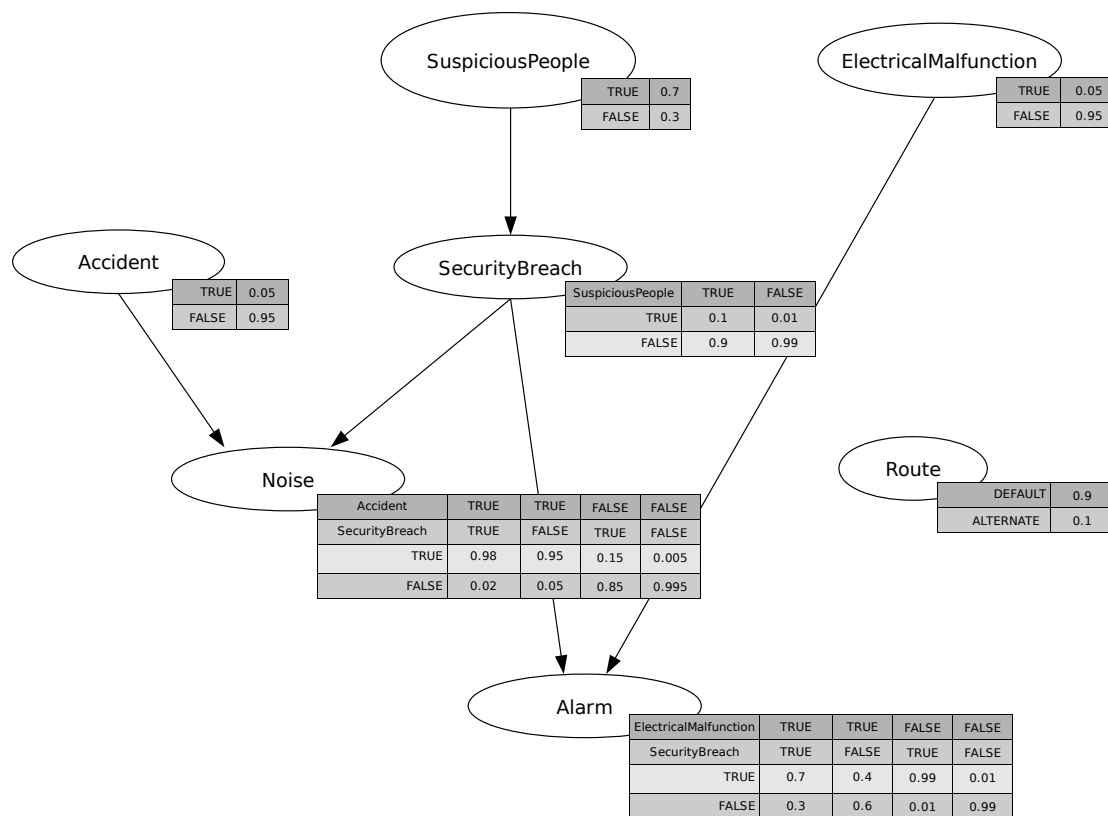 SuspiciousPeople
TRUE 0.7
FALSE 0.3
ElectricalMalfunction
TRUE 0.05
FALSE 0.95
Accident
TRUE 0.05
FALSE 0.95
SecurityBreach
SuspiciousPeople TRUE FALSE
TRUE 0.1 0.01
FALSE 0.9 0.99
Noise
Accident TRUE TRUE FALSE FALSE
SecurityBreach TRUE FALSE TRUE FALSE
TRUE 0.98 0.95 0.15 0.005
FALSE 0.02 0.05 0.85 0.995
Route
DEFAULT 0.9
ALTERNATE 0.1
Alarm
ElectricalMalfunction TRUE TRUE FALSE FALSE
SecurityBreach TRUE FALSE TRUE FALSE
TRUE 0.7 0.4 0.99 0.01
FALSE 0.3 0.6 0.01 0.99